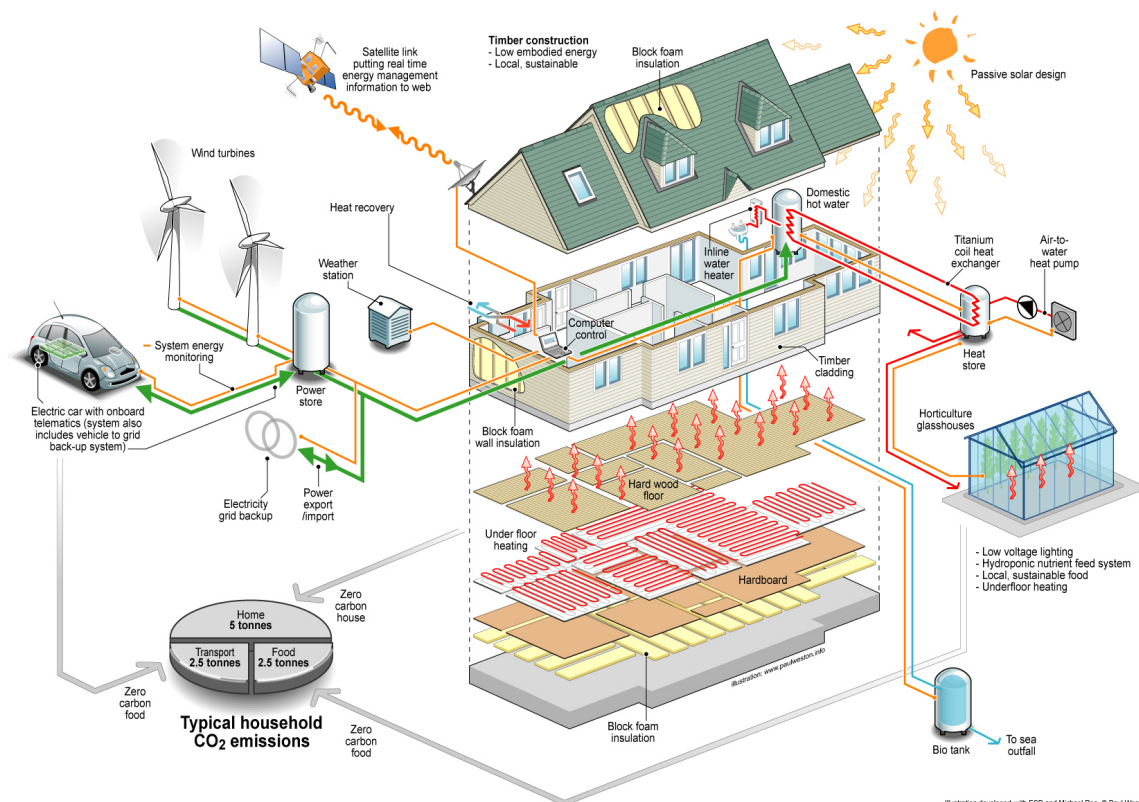 Satellite link
putting real time
energy management
information to web
Timber construction
- Low embodied energy
- Local, sustainable
Block foam
insulation
Passive solar design
Wind turbines
Heat recovery
Weather
station
Domestic
hot water
Inline
water
heater
Titanium
coil heat
exchanger
Air-to-
water
heat pump
Computer
control
System energy
monitoring
Power
store
Heat
store
Timber
cladding
Electric car with onboard
telematics (system also
includes vehicle to grid
back-up system)
Block foam
wall insulation
Horticulture
glasshouses
Electricity
grid backup
Power
export
/import
Hard wood
floor
Under floor
heating
Hardboard
- Low voltage lighting
- Hydroponic nutrient feed system
- Local, sustainable food
- Underfloor heating
Zero
carbon
house
Home
5 tonnes
Transport
2.5 tonnes
Food
2.5 tonnes
illustration: www.paulweston.info
Zero
carbon
food
Typical household
CO2 emissions
Zero
carbon
food
Block foam
insulation
Bio tank
To sea
outfall